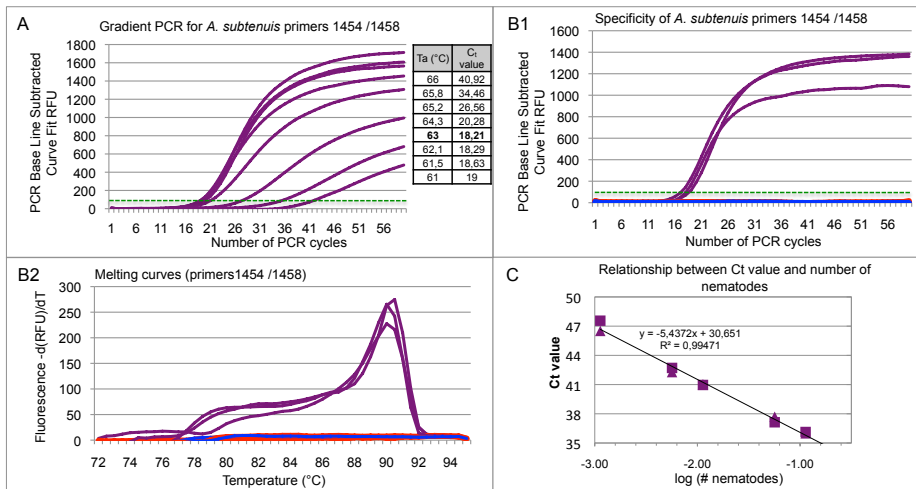 A
Gradient PCR for A. subtenuis primers 1454 /1458
PCR Base Line Subtracted
Curve Fit RFU
1800
1600
1400
1200
1000
800
600
400
200
0
1 6 11 16 21 26 31 36 41 46 51 56
Number of PCR cycles
Ta (°C) Ct value
66 40,92
65,8 34,46
65,2 26,56
64,3 20,28
63 18,21
62,1 18,29
61,5 18,63
61 19
B1
Specificity of A. subtenuis primers 1454/1458
PCR Base Line Subtracted
Curve Fit RFU
1600
1400
1200
1000
800
600
400
200
100
0
1 6 11 16 21 26 31 36 41 46 51 56
Number of PCR cycles
B2
Melting curves (primers1454 /1458)
Fluorescence -d(RFU)/dT
300
250
200
150
100
50
0
72 74 76 78 80 82 84 86 88 90 92 94
Temperature (°C)
C
Relationship between Ct value and number of
nematodes
Ct value
50
47
44
41
38
35
y = -5,4372x + 30,651
R² = 0,99471
-3.00 -2.00 -1.00
log (# nematodes)